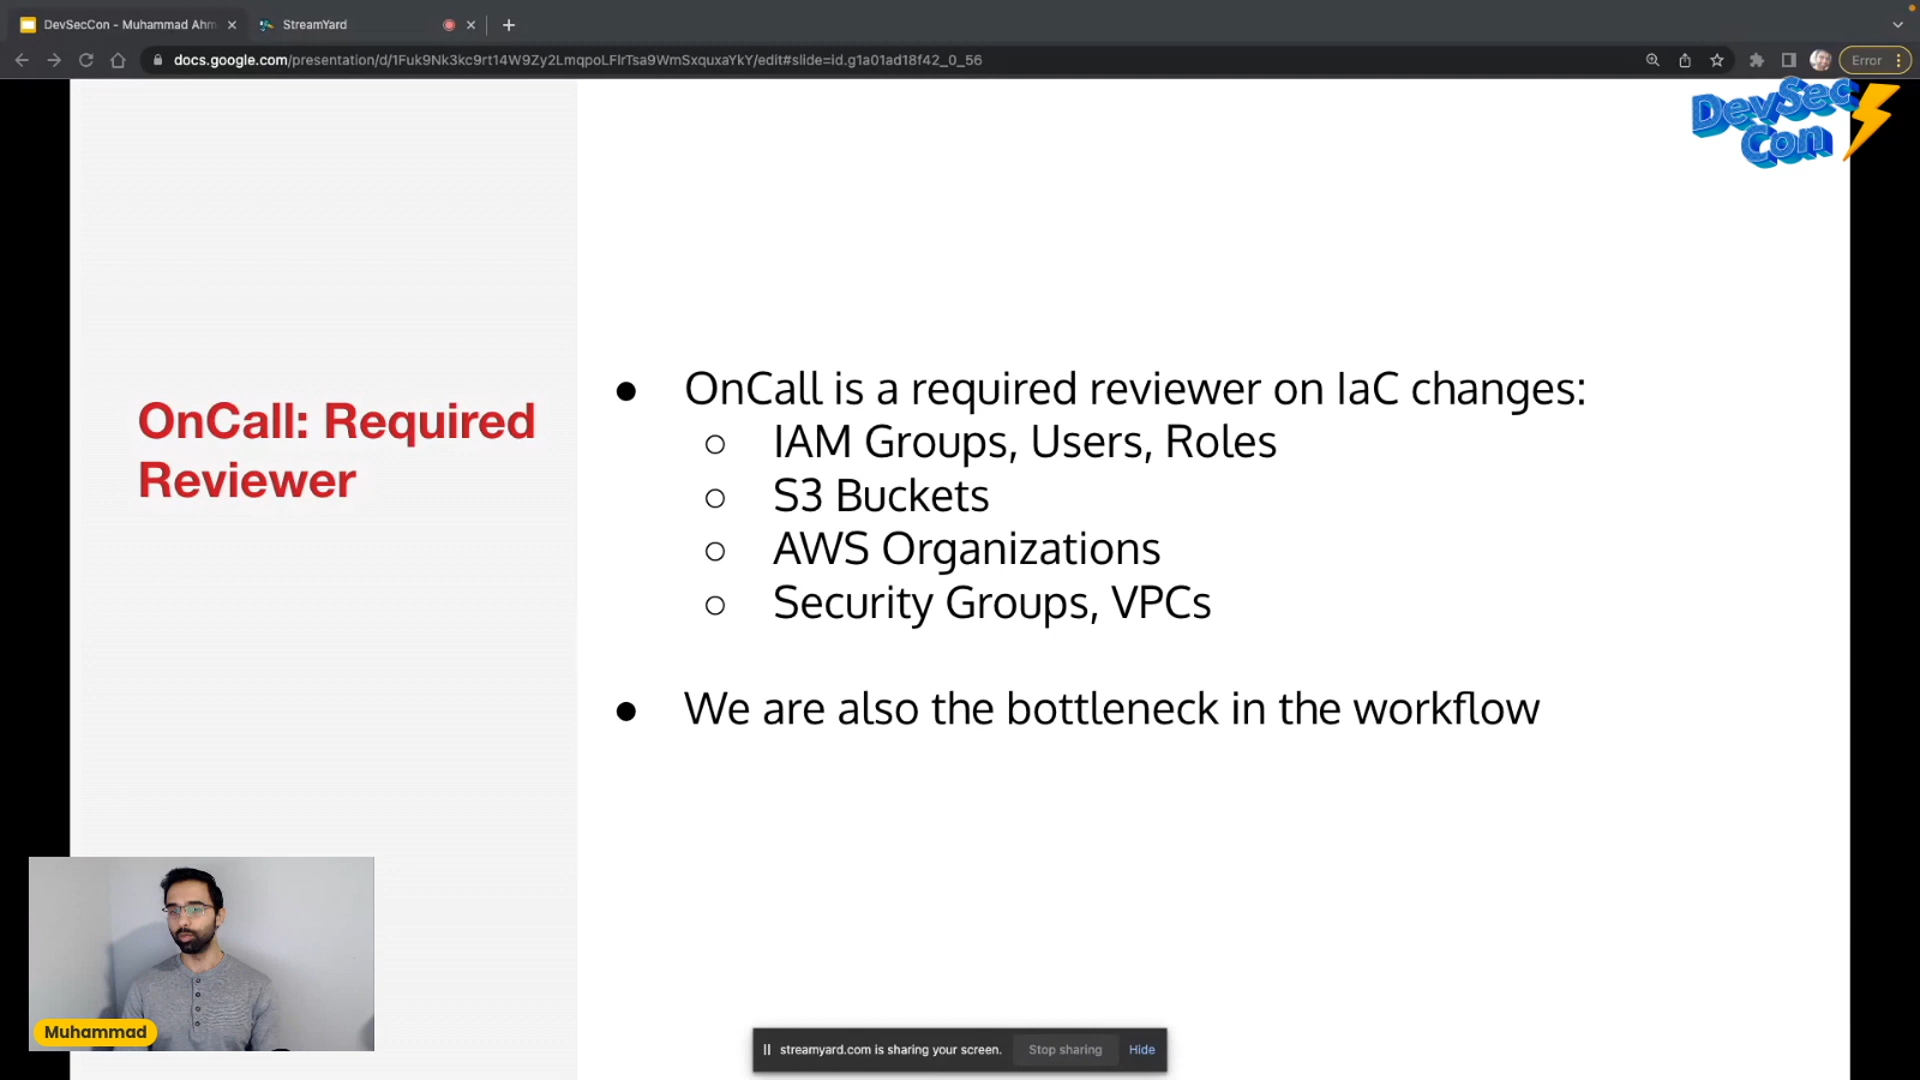 DevSecCon - Muhammad Ahm
StreamYard
docs.google.com/presentation/d/1Fuk9Nk3kc9rt14W9Zy2LmqpoLFlrTsa9WmSxquxaYkY/edit#slide=id.g1a01ad18f42_0_56
Error
DevSec
Con
OnCall: Required
Reviewer
● OnCall is a required reviewer on IaC changes:
○ IAM Groups, Users, Roles
○ S3 Buckets
○ AWS Organizations
○ Security Groups, VPCs
● We are also the bottleneck in the workflow
Muhammad
streamyard.com is sharing your screen.
Stop sharing
Hide